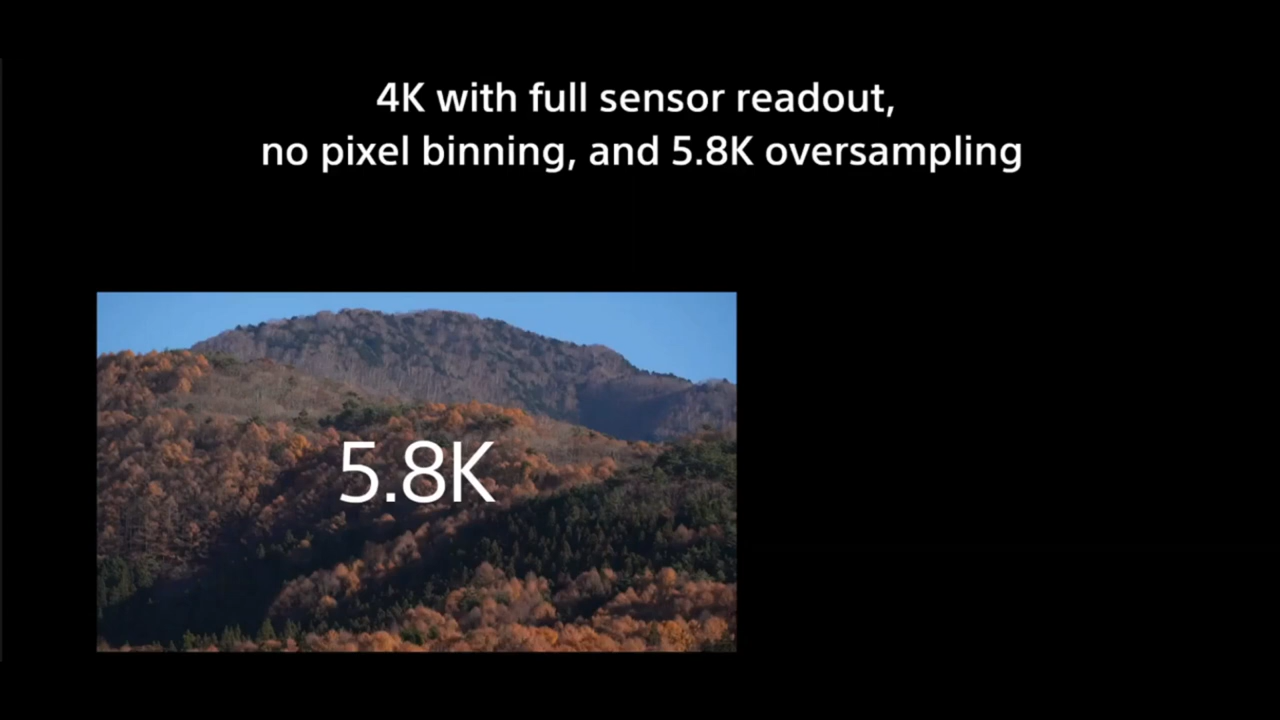 4K with full sensor readout,
no pixel binning, and 5.8K oversampling
5.8K